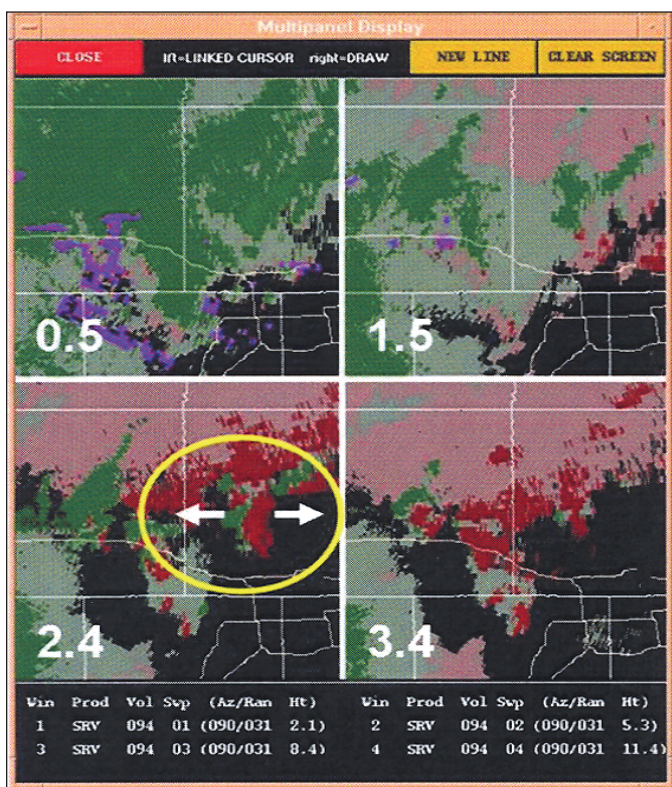 Multipanel Display
CLOSE lft=LINKED CURSOR right=DRAW NEW LINE CLEAR SCREEN
0.5 1.5
2.4 3.4
Win Prod Vol Swp (Az/Ran Ht) Win Prod Vol Swp (Az/Ran Ht)
1 SRV 094 01 (090/031 2.1) 2 SRV 094 02 (090/031 5.3)
3 SRV 094 03 (090/031 8.4) 4 SRV 094 04 (090/031 11.4)